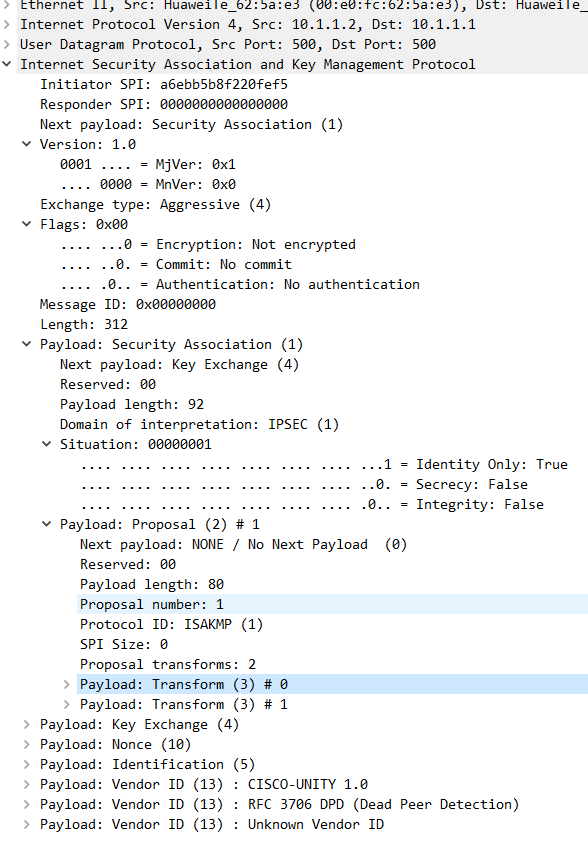 Ethernet II, Src: HuaweiTe_62:5a:e3 (00:e0:fc:62:5a:e3), Dst: HuaweiTe_
Internet Protocol Version 4, Src: 10.1.1.2, Dst: 10.1.1.1
User Datagram Protocol, Src Port: 500, Dst Port: 500
Internet Security Association and Key Management Protocol
Initiator SPI: a6ebb5b8f220fef5
Responder SPI: 0000000000000000
Next payload: Security Association (1)
Version: 1.0
0001 .... = MjVer: 0x1
.... 0000 = MnVer: 0x0
Exchange type: Aggressive (4)
Flags: 0x00
.... ...0 = Encryption: Not encrypted
.... ..0. = Commit: No commit
.... .0.. = Authentication: No authentication
Message ID: 0x00000000
Length: 312
Payload: Security Association (1)
Next payload: Key Exchange (4)
Reserved: 00
Payload length: 92
Domain of interpretation: IPSEC (1)
Situation: 00000001
.... .... .... .... .... .... .... ...1 = Identity Only: True
.... .... .... .... .... .... .... ..0. = Secrecy: False
.... .... .... .... .... .... .... .0.. = Integrity: False
Payload: Proposal (2) # 1
Next payload: NONE / No Next Payload  (0)
Reserved: 00
Payload length: 80
Proposal number: 1
Protocol ID: ISAKMP (1)
SPI Size: 0
Proposal transforms: 2
Payload: Transform (3) # 0
Payload: Transform (3) # 1
Payload: Key Exchange (4)
Payload: Nonce (10)
Payload: Identification (5)
Payload: Vendor ID (13) : CISCO-UNITY 1.0
Payload: Vendor ID (13) : RFC 3706 DPD (Dead Peer Detection)
Payload: Vendor ID (13) : Unknown Vendor ID